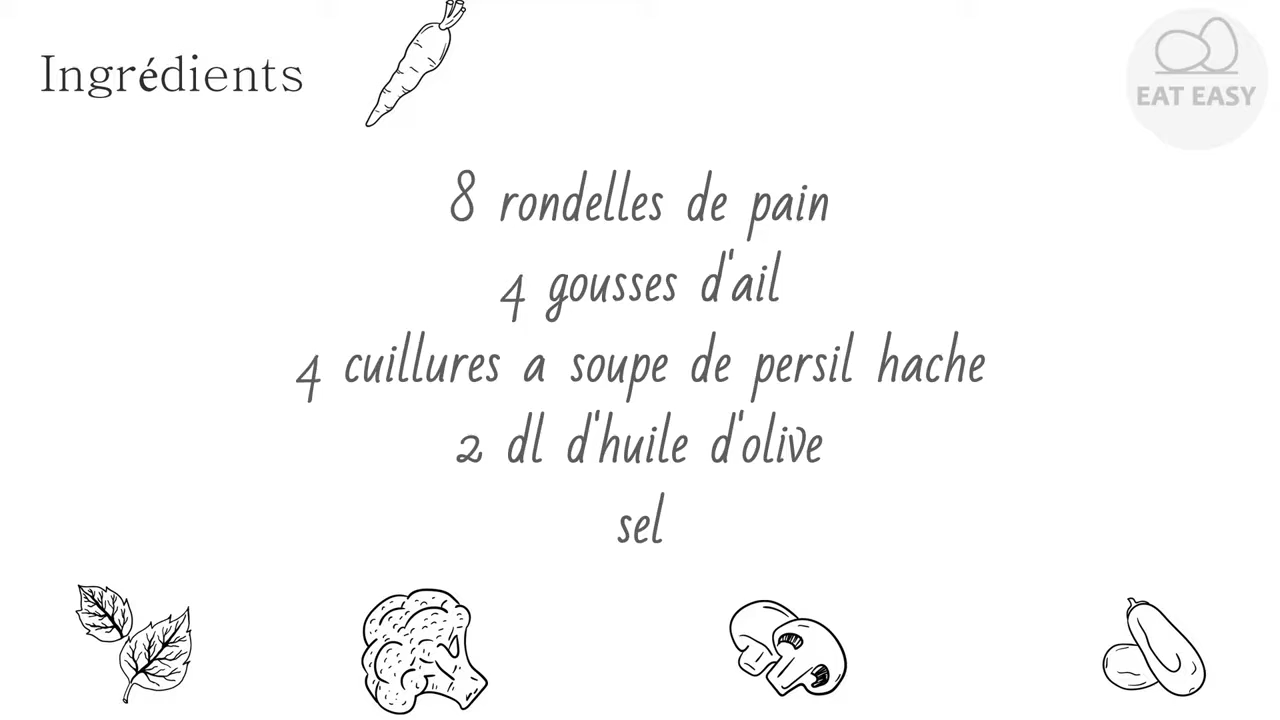 Ingrédients
EAT EASY
8 rondelles de pain
4 gousses d'ail
4 cuillures a soupe de persil hache
2 dl d'huile d'olive
sel